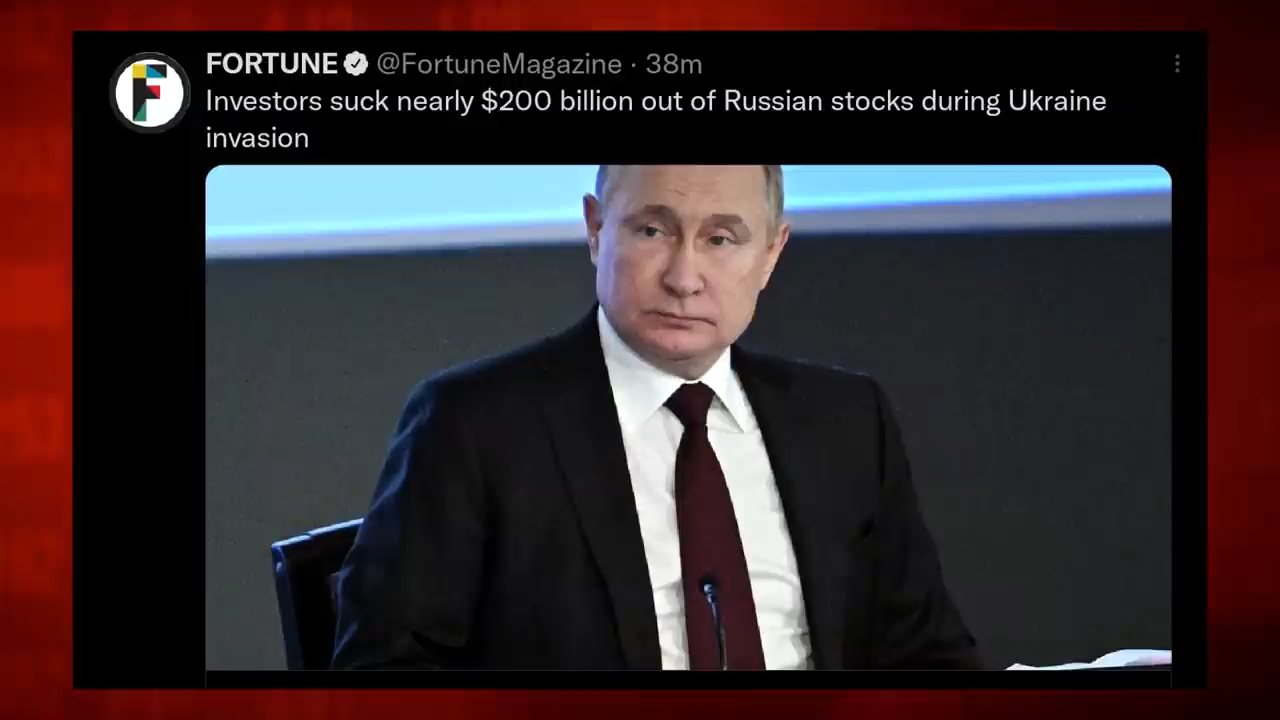 FORTUNE @FortuneMagazine · 38m
Investors suck nearly $200 billion out of Russian stocks during Ukraine
invasion